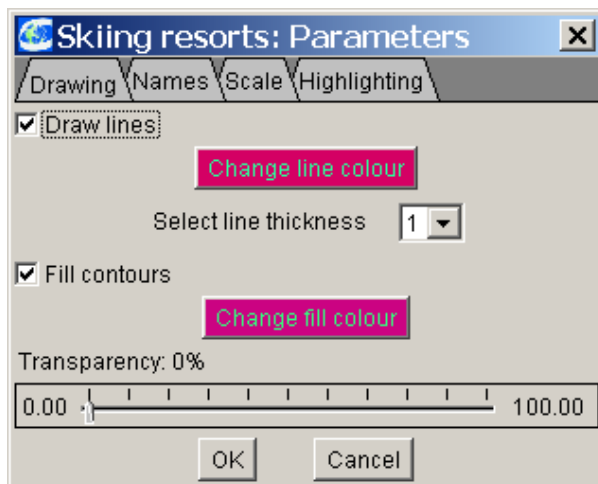 Skiing resorts: Parameters
Drawing Names Scale Highlighting
Draw lines
Change line colour
Select line thickness 1
Fill contours
Change fill colour
Transparency: 0%
0.00 100.00
OK Cancel